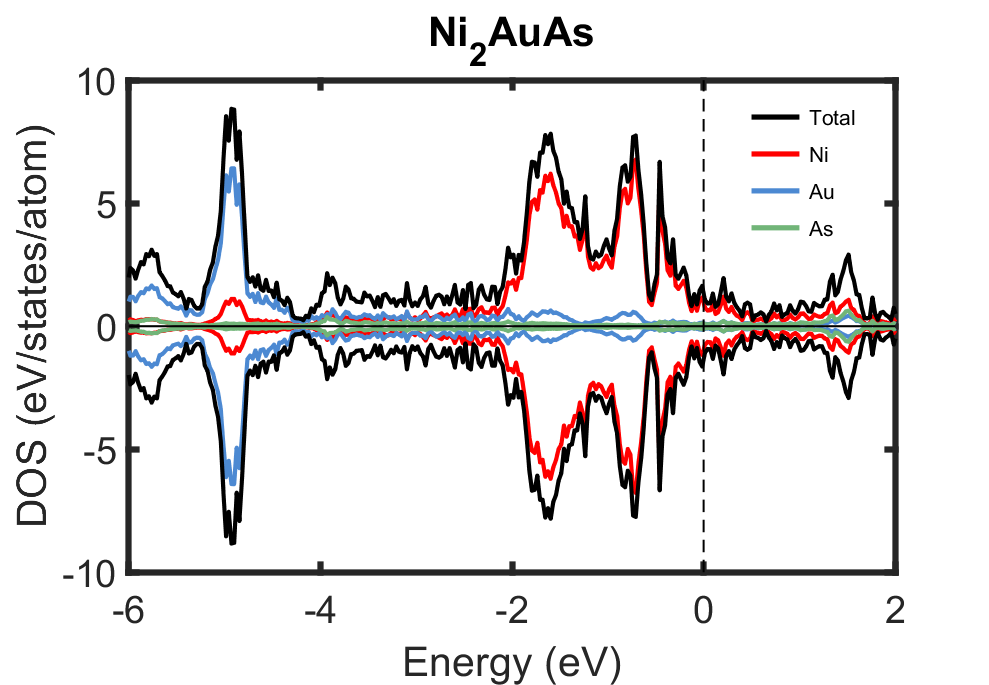 Ni2AuAs
10
5
0
-5
-10
DOS (eV/states/atom)
Total
Ni
Au
As
-6
-4
-2
0
2
Energy (eV)